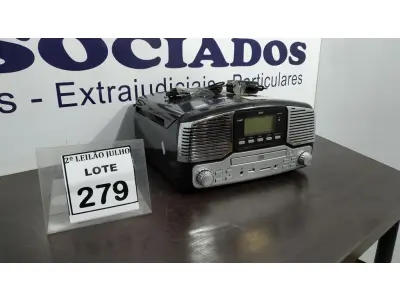 SOCIADOS
s - Extrajudiciais - Particulares
2º LEILÃO JULHO
LOTE
279